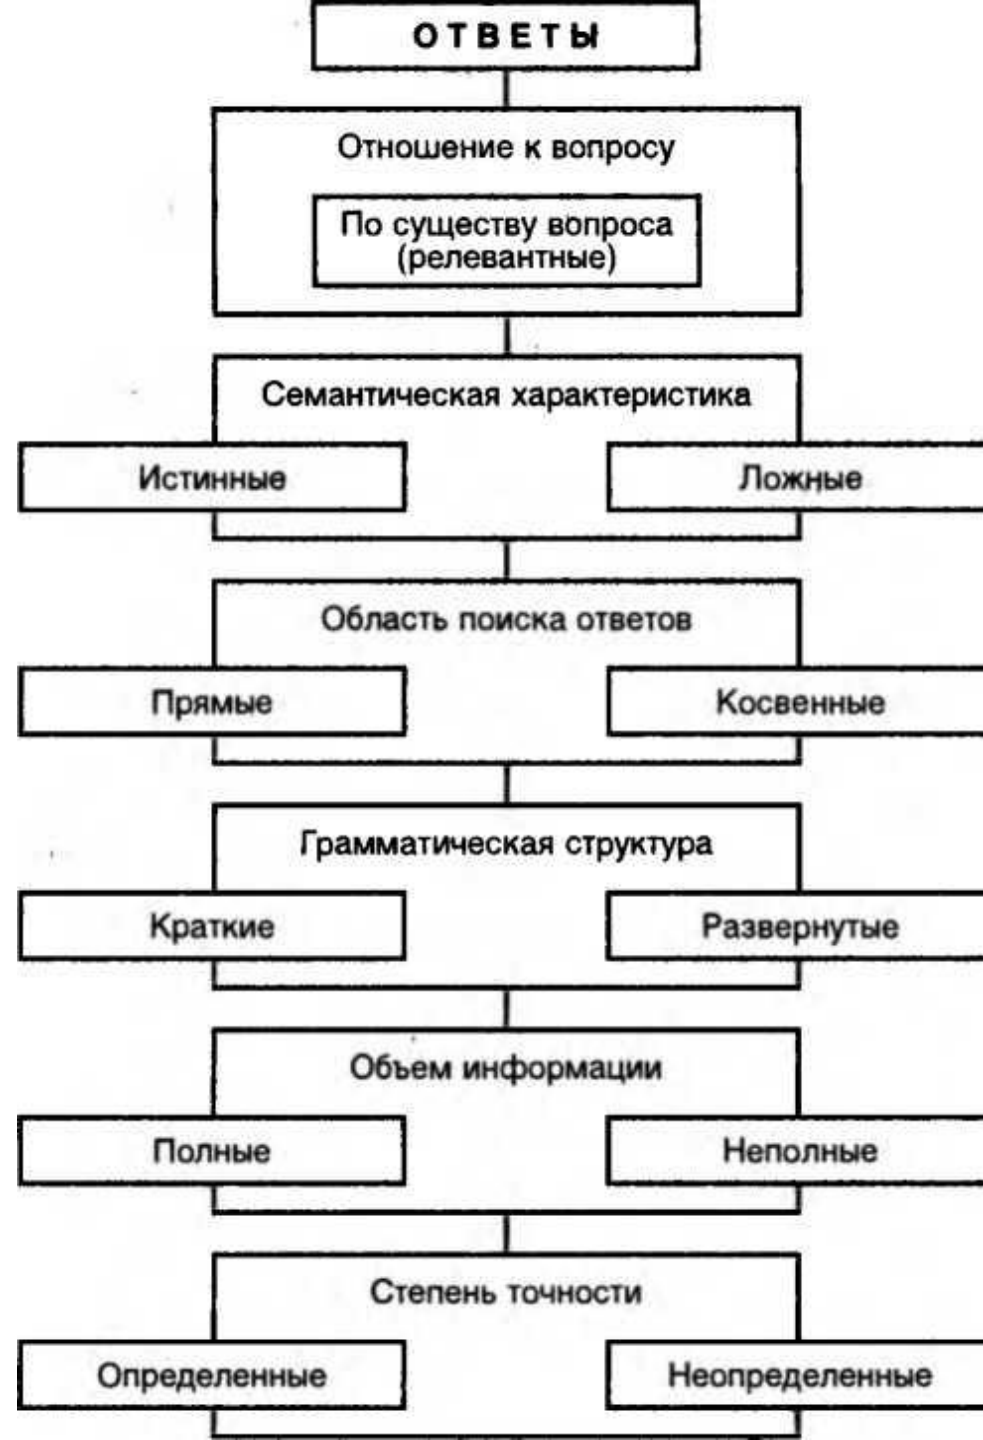 ОТВЕТЫ
Отношение к вопросу
По существу вопроса
(релевантные)
Семантическая характеристика
Истинные
Ложные
Область поиска ответов
Прямые
Косвенные
Грамматическая структура
Краткие
Развернутые
Объем информации
Полные
Неполные
Степень точности
Определенные
Неопределенные